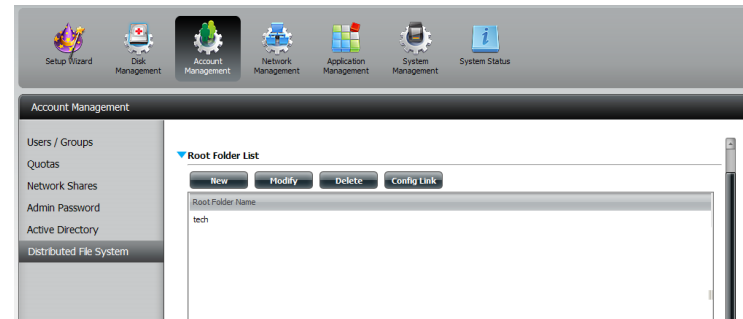 Setup Wizard
Disk
Management
Account
Management
Network
Management
Application
Management
System
Management
System Status
Account Management
Users / Groups
Quotas
Network Shares
Admin Password
Active Directory
Distributed File System
Root Folder List
New Modify Delete Config Link
Root Folder Name
tech